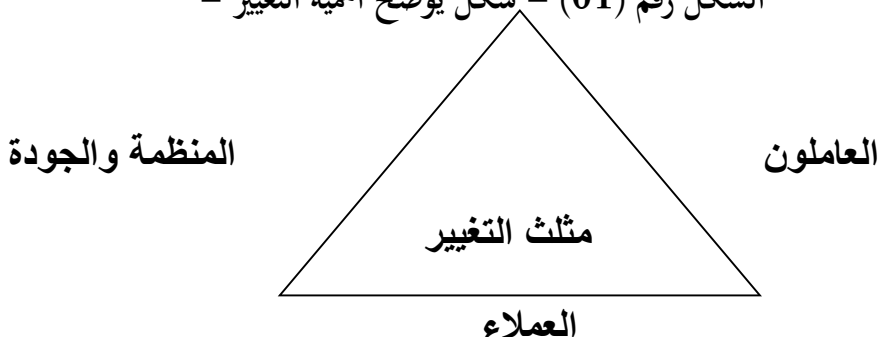 الشكل رقم (01) – شكل يوضح أهمية التغيير –
العاملون
المنظمة والجودة
مثلث التغيير
العملاء